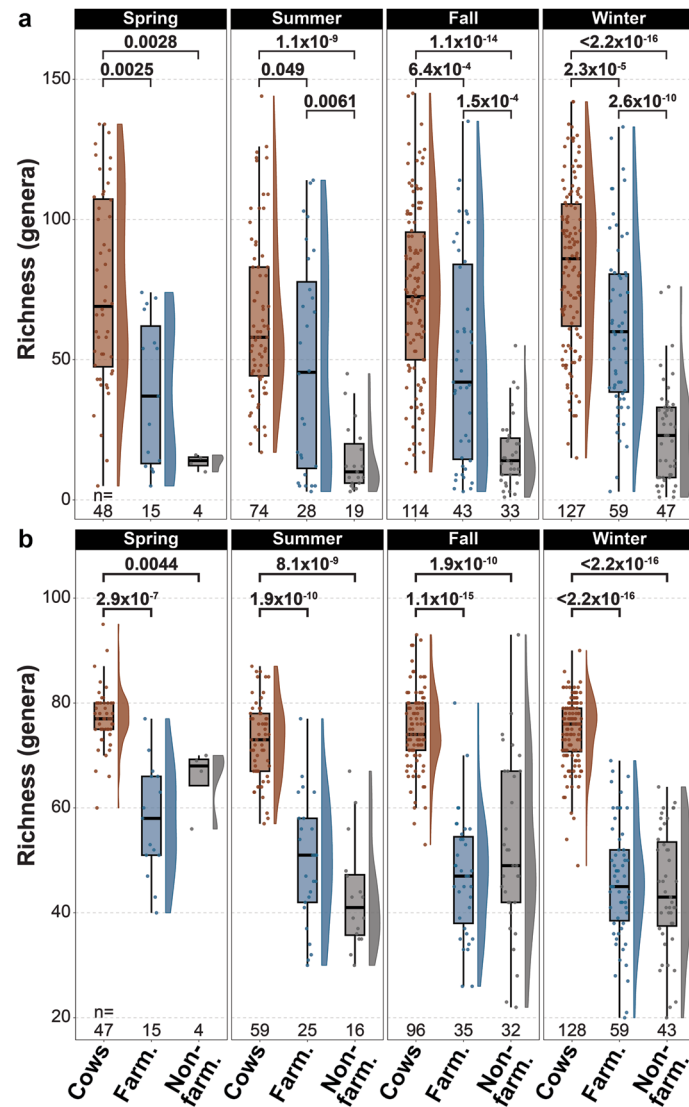 a
Spring Summer Fall Winter
0.0028 1.1x10-9 1.1x10-14 <2.2x10-16
0.0025 0.049 6.4x10-4 2.3x10-5
0.0061 1.5x10-4 2.6x10-10
Richness (genera)
150
100
50
0
n=
48 15 4 74 28 19 114 43 33 127 59 47
b
Spring Summer Fall Winter
0.0044 8.1x10-9 1.9x10-10 <2.2x10-16
2.9x10-7 1.9x10-10 1.1x10-15 <2.2x10-16
Richness (genera)
100
80
60
40
20
n=
47 15 4 59 25 16 96 35 32 128 59 43
Cows Farm. Non-farm. Cows Farm. Non-farm. Cows Farm. Non-farm. Cows Farm. Non-farm.